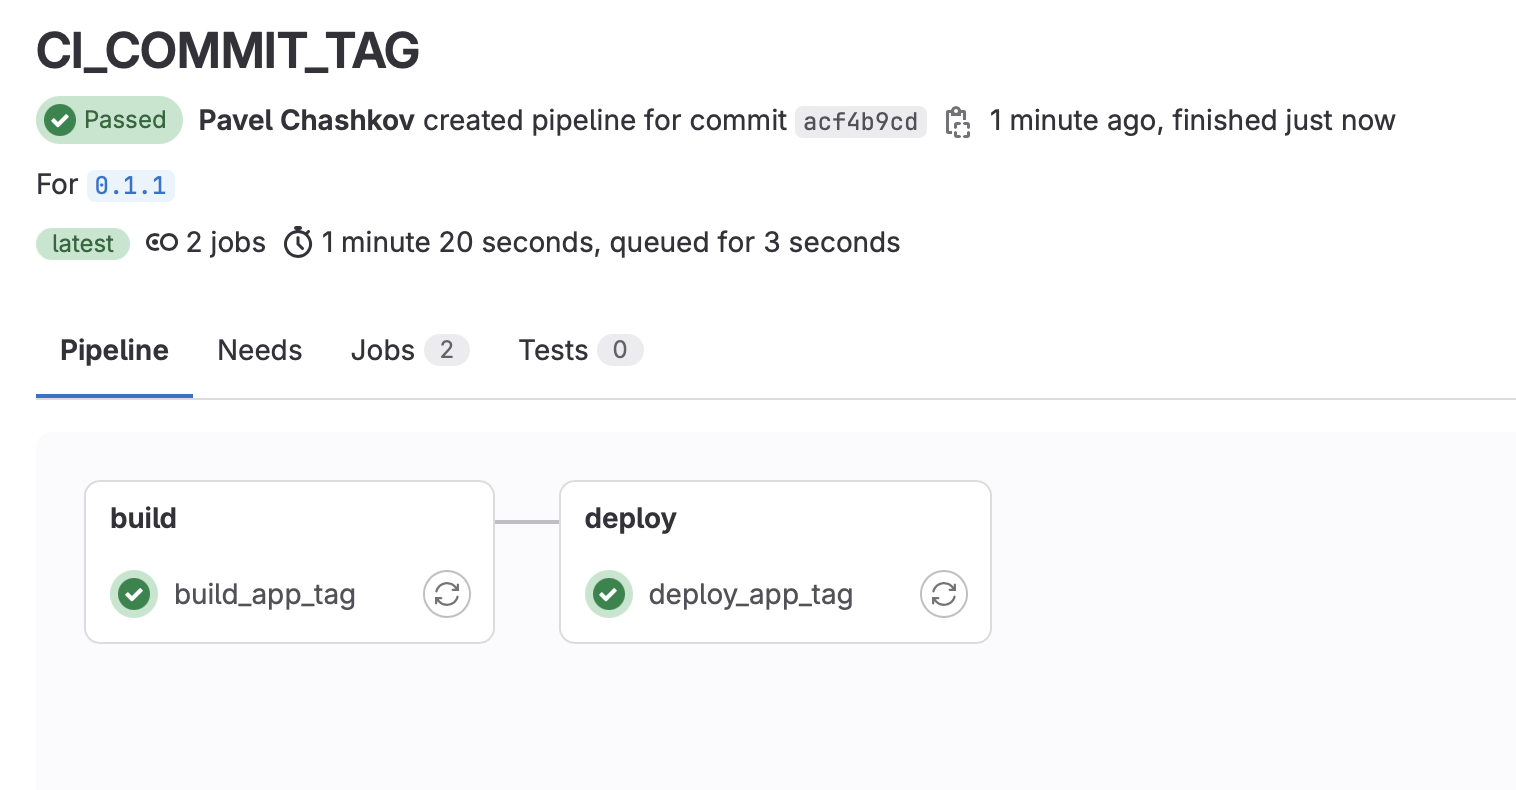 CI_COMMIT_TAG
Passed Pavel Chashkov created pipeline for commit acf4b9cd 1 minute ago, finished just now
For 0.1.1
latest 2 jobs 1 minute 20 seconds, queued for 3 seconds
Pipeline Needs Jobs 2 Tests 0
build
build_app_tag
deploy
deploy_app_tag